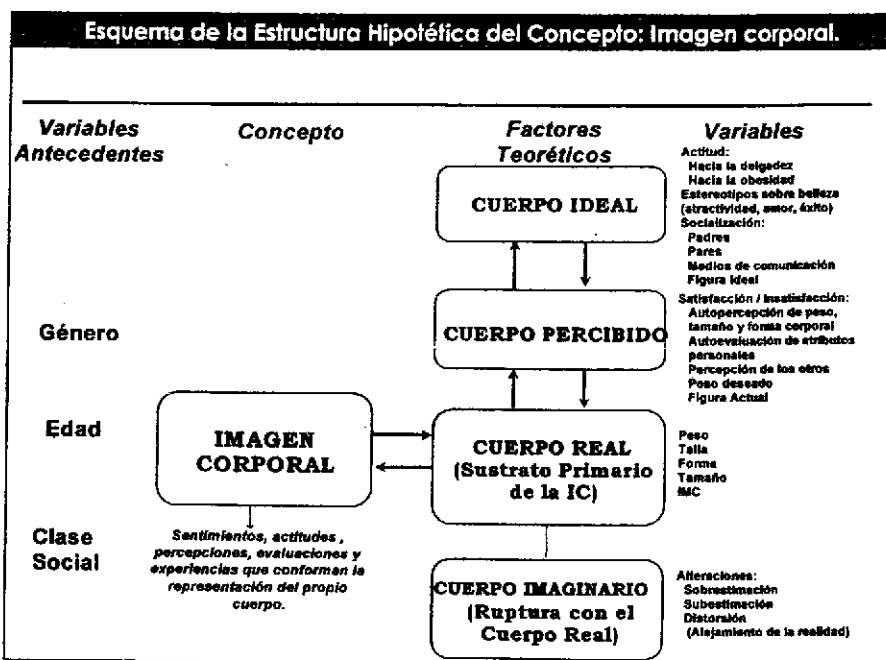 Esquema de la Estructura Hipotética del Concepto: Imagen corporal.
Variables
Antecedentes
Concepto
Factores
Teoréticos
Variables
Género
Edad
Clase
Social
IMAGEN
CORPORAL
Sentimientos, actitudes ,
percepciones, evaluaciones y
experiencias que conforman la
representación del propio
cuerpo.
CUERPO IDEAL
CUERPO PERCIBIDO
CUERPO REAL
(Sustrato Primario
de la IC)
CUERPO IMAGINARIO
(Ruptura con el
Cuerpo Real)
Actitud:
Hacia la delgadez
Hacia la obesidad
Estereotipos sobre belleza
(atractividad, amor, éxito)
Socialización:
Padres
Pares
Medios de comunicación
Figura ideal
Satisfacción / Insatisfacción:
Autopercepción de peso,
tamaño y forma corporal
Autoevaluación de atributos
personales
Percepción de los otros
Peso deseado
Figura Actual
Peso
Talla
Forma
Tamaño
IMC
Alteraciones:
Sobrestimación
Subestimación
Distorsión
(Alejamiento de la realidad)